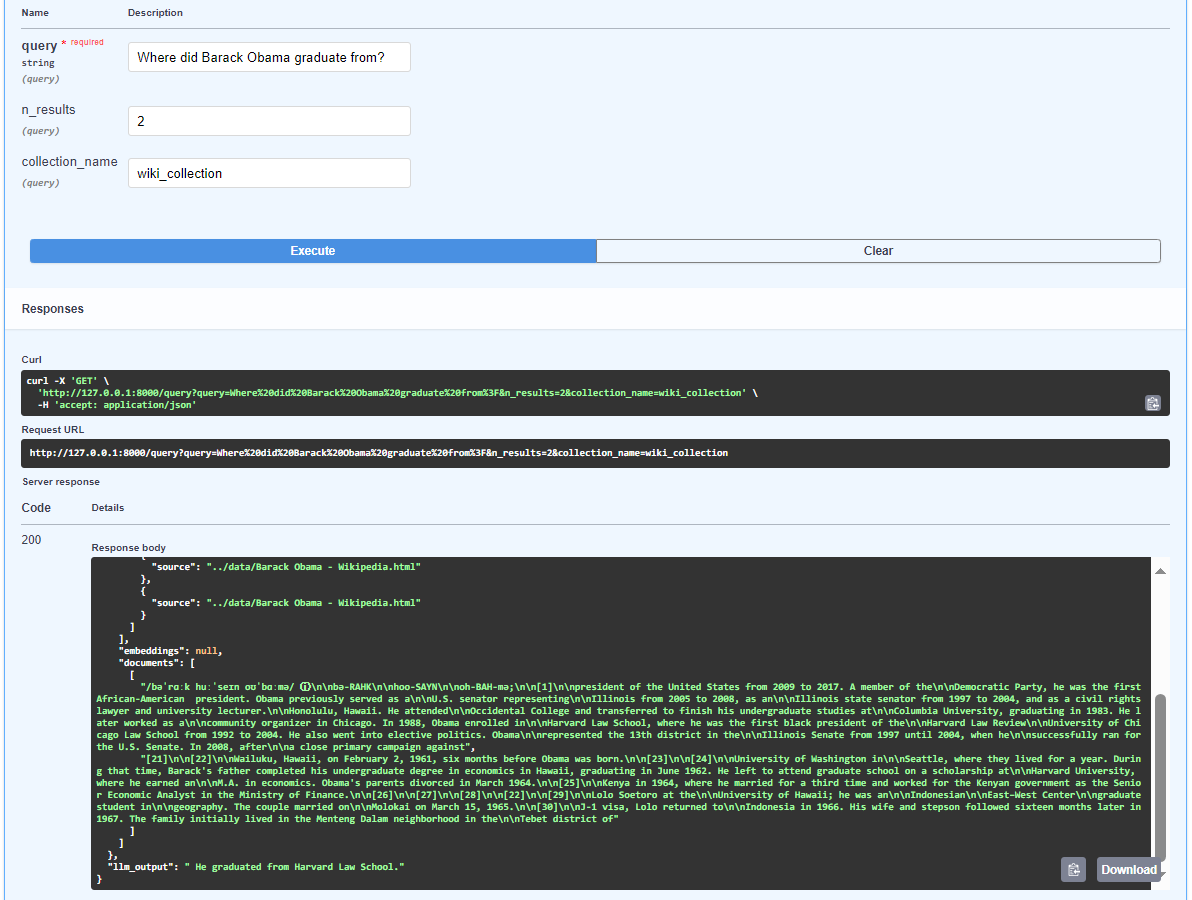 Name Description
query * required
string
(query)
Where did Barack Obama graduate from?
n_results
(query)
2
collection_name
(query)
wiki_collection
Execute Clear
Responses
Curl
curl -X 'GET' \
'http://127.0.0.1:8000/query?query=Where%20did%20Barack%20Obama%20graduate%20from%3F&n_results=2&collection_name=wiki_collection' \
-H 'accept: application/json'
Request URL
http://127.0.0.1:8000/query?query=Where%20did%20Barack%20Obama%20graduate%20from%3F&n_results=2&collection_name=wiki_collection
Server response
Code Details
200
Response body
{
"source": "../data/Barack Obama - Wikipedia.html"
},
{
"source": "../data/Barack Obama - Wikipedia.html"
}
]
],
"embeddings": null,
"documents": [
[
"/bəˈrɑːk huːˈseɪn oʊˈbɑːmə/ ⓘ\n\nbə-RAHK\n\nhoo-SAYN\n\noh-BAH-mə;\n\n[1]\n\npresident of the United States from 2009 to 2017. A member of the\n\nDemocratic Party, he was the first
African-American  president. Obama previously served as a\n\nU.S. senator representing\n\nIllinois from 2005 to 2008, as an\n\nIllinois state senator from 1997 to 2004, and as a civil rights
lawyer and university lecturer.\n\nHonolulu, Hawaii. He attended\n\nOccidental College and transferred to finish his undergraduate studies at\n\nColumbia University, graduating in 1983. He l
ater worked as a\n\ncommunity organizer in Chicago. In 1988, Obama enrolled in\n\nHarvard Law School, where he was the first black president of the\n\nHarvard Law Review\n\nUniversity of Chi
cago Law School from 1992 to 2004. He also went into elective politics. Obama\n\nrepresented the 13th district in the\n\nIllinois Senate from 1997 until 2004, when he\n\nsuccessfully ran for
the U.S. Senate. In 2008, after\n\na close primary campaign against",
"[21]\n\n[22]\n\nWailuku, Hawaii, on February 2, 1961, six months before Obama was born.\n\n[23]\n\n[24]\n\nUniversity of Washington in\n\nSeattle, where they lived for a year. Durin
g that time, Barack's father completed his undergraduate degree in economics in Hawaii, graduating in June 1962. He left to attend graduate school on a scholarship at\n\nHarvard University,
where he earned an\n\nM.A. in economics. Obama's parents divorced in March 1964.\n\n[25]\n\nKenya in 1964, where he married for a third time and worked for the Kenyan government as the Senio
r Economic Analyst in the Ministry of Finance.\n\n[26]\n\n[27]\n\n[28]\n\n[22]\n\n[29]\n\nLolo Soetoro at the\n\nUniversity of Hawaii; he was an\n\nIndonesian\n\nEast-West Center\n\ngraduate
student in\n\ngeography. The couple married on\n\nMolokai on March 15, 1965.\n\n[30]\n\nJ-1 visa, Lolo returned to\n\nIndonesia in 1966. His wife and stepson followed sixteen months later in
1967. The family initially lived in the Menteng Dalam neighborhood in the\n\nTebet district of"
]
]
},
"llm_output": " He graduated from Harvard Law School."
}
Download